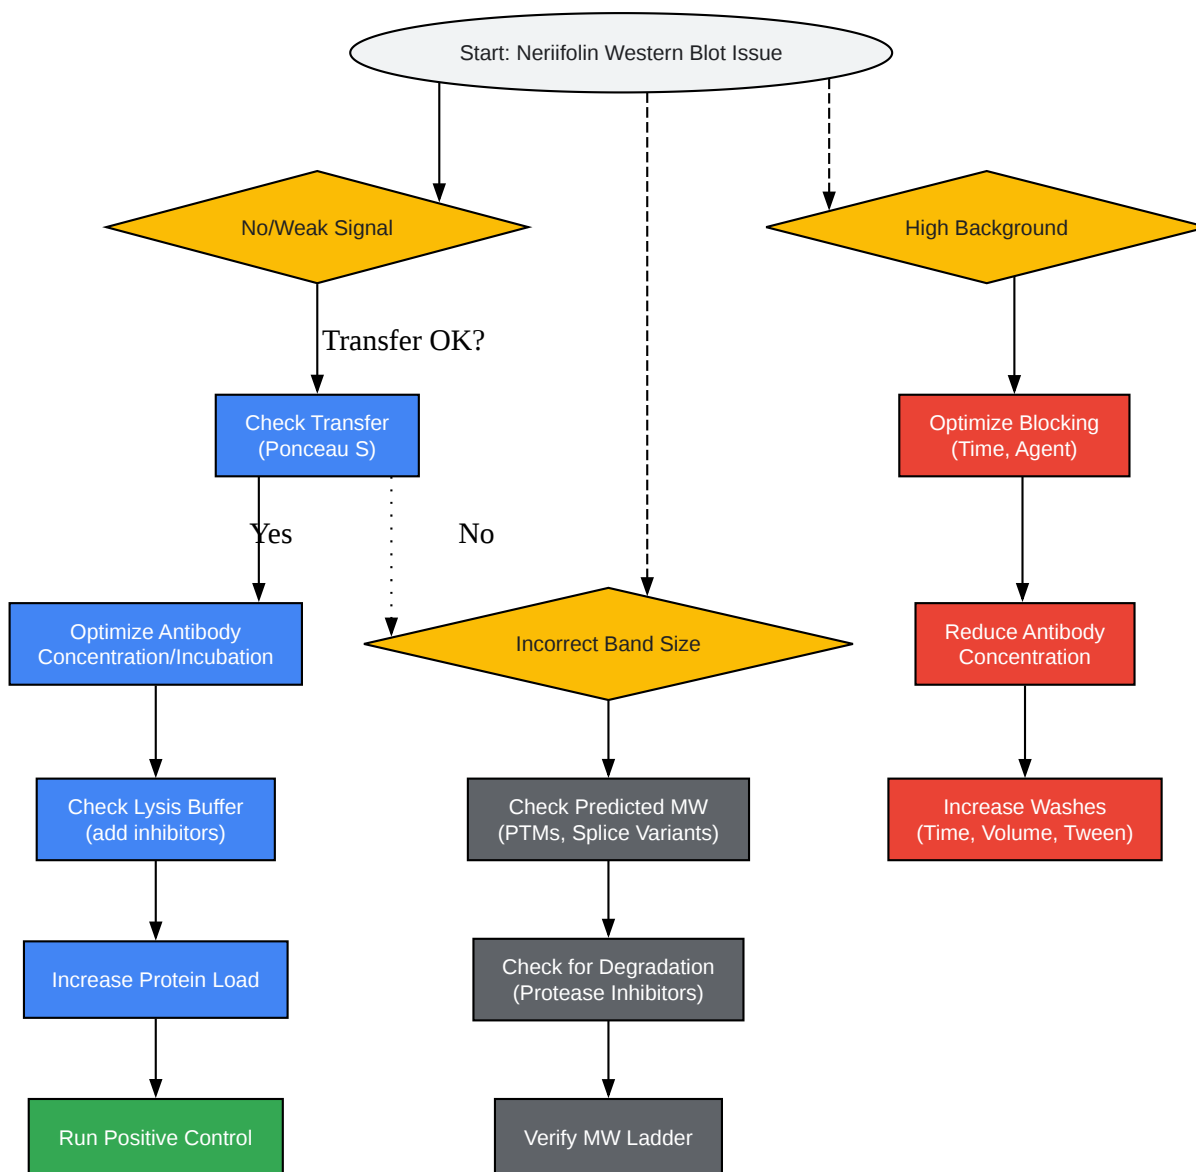 Start: Neriifolin Western Blot Issue
No/Weak Signal
High Background
Transfer OK?
Check Transfer
(Ponceau S)
Optimize Blocking
(Time, Agent)
Yes
No
Optimize Antibody
Concentration/Incubation
Incorrect Band Size
Reduce Antibody
Concentration
Check Lysis Buffer
(add inhibitors)
Check Predicted MW
(PTMs, Splice Variants)
Increase Washes
(Time, Volume, Tween)
Increase Protein Load
Check for Degradation
(Protease Inhibitors)
Run Positive Control
Verify MW Ladder